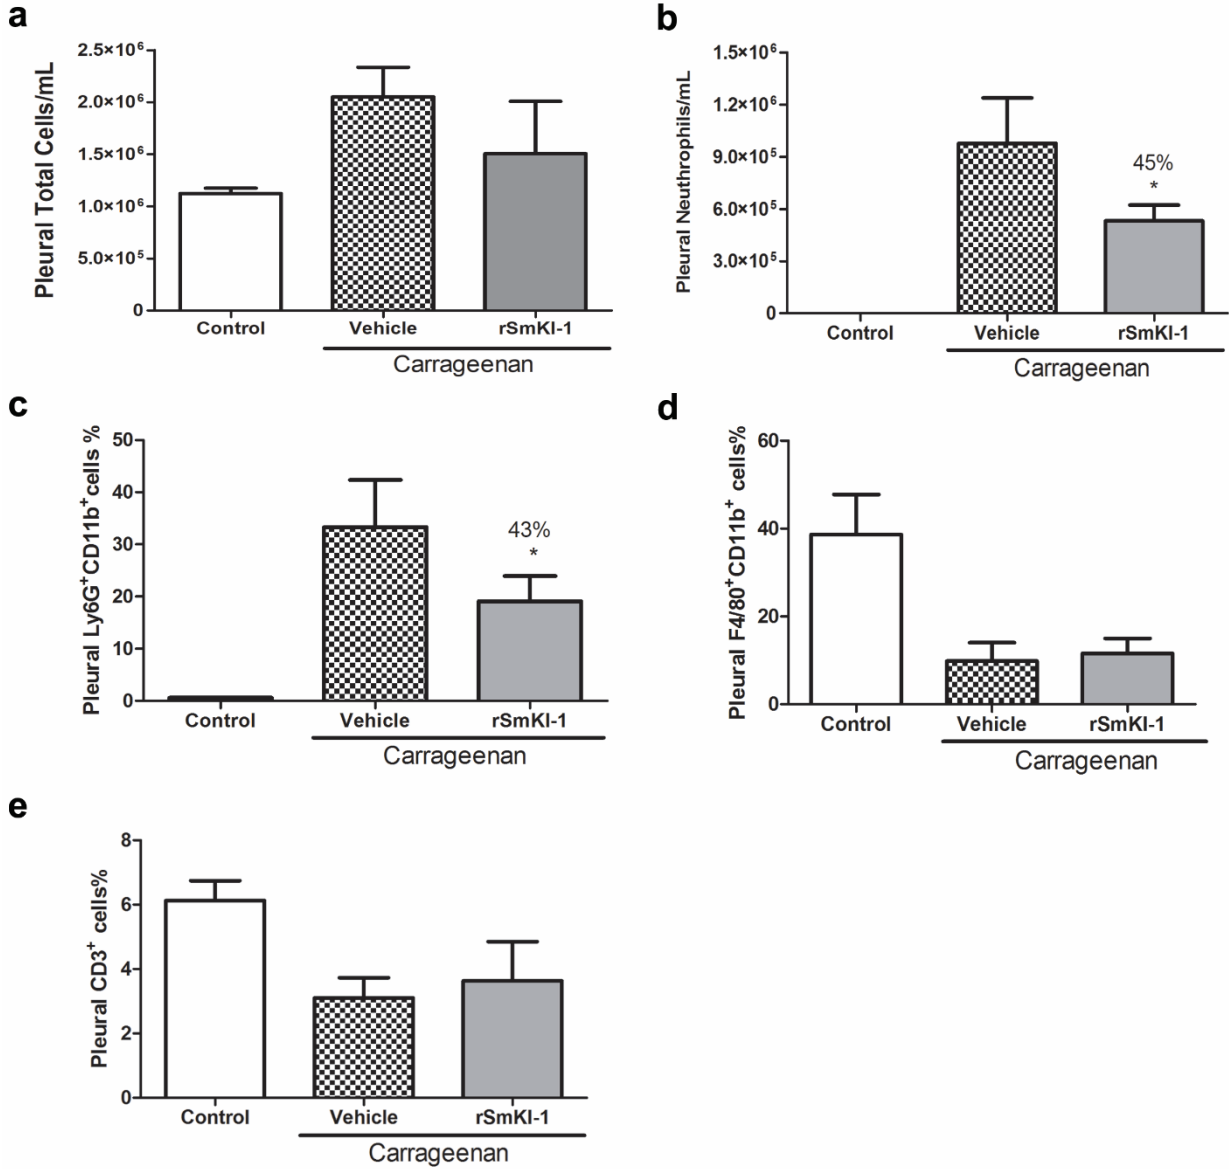 a
Pleural Total Cells/mL
2.5×10⁶
2.0×10⁶
1.5×10⁶
1.0×10⁶
5.0×10⁵
0
Control Vehicle rSmKI-1
Carrageenan
b
Pleural Neuthrophils/mL
1.5×10⁶
1.2×10⁶
9.0×10⁵
6.0×10⁵
3.0×10⁵
0
45%
*
Control Vehicle rSmKI-1
Carrageenan
c
Pleural Ly6G⁺CD11b⁺cells %
50
40
30
20
10
0
43%
*
Control Vehicle rSmKI-1
Carrageenan
d
Pleural F4/80⁺CD11b⁺ cells%
60
40
20
0
Control Vehicle rSmKI-1
Carrageenan
e
Pleural CD3⁺ cells%
8
6
4
2
0
Control Vehicle rSmKI-1
Carrageenan